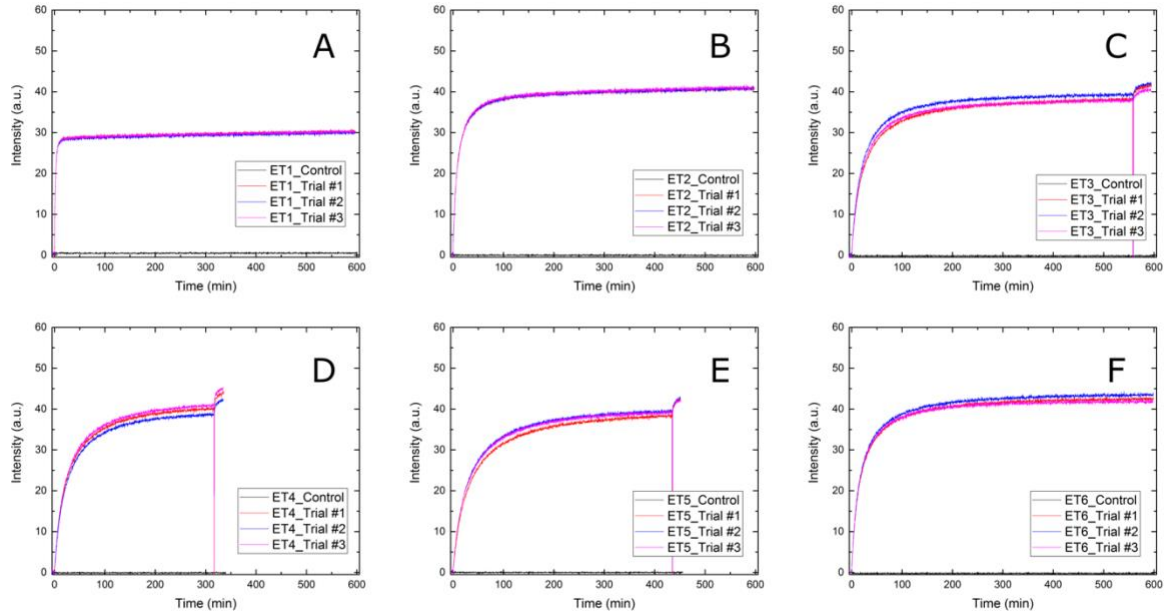 A
Intensity (a.u.)
60
50
40
30
20
10
0
ET1_Control
ET1_Trial #1
ET1_Trial #2
ET1_Trial #3
0 100 200 300 400 500 600
Time (min)
B
Intensity (a.u.)
60
50
40
30
20
10
0
ET2_Control
ET2_Trial #1
ET2_Trial #2
ET2_Trial #3
0 100 200 300 400 500 600
Time (min)
C
Intensity (a.u.)
60
50
40
30
20
10
0
ET3_Control
ET3_Trial #1
ET3_Trial #2
ET3_Trial #3
0 100 200 300 400 500 600
Time (min)
D
Intensity (a.u.)
60
50
40
30
20
10
0
ET4_Control
ET4_Trial #1
ET4_Trial #2
ET4_Trial #3
0 100 200 300 400 500 600
Time (min)
E
Intensity (a.u.)
60
50
40
30
20
10
0
ET5_Control
ET5_Trial #1
ET5_Trial #2
ET5_Trial #3
0 100 200 300 400 500 600
Time (min)
F
Intensity (a.u.)
60
50
40
30
20
10
0
ET6_Control
ET6_Trial #1
ET6_Trial #2
ET6_Trial #3
0 100 200 300 400 500 600
Time (min)